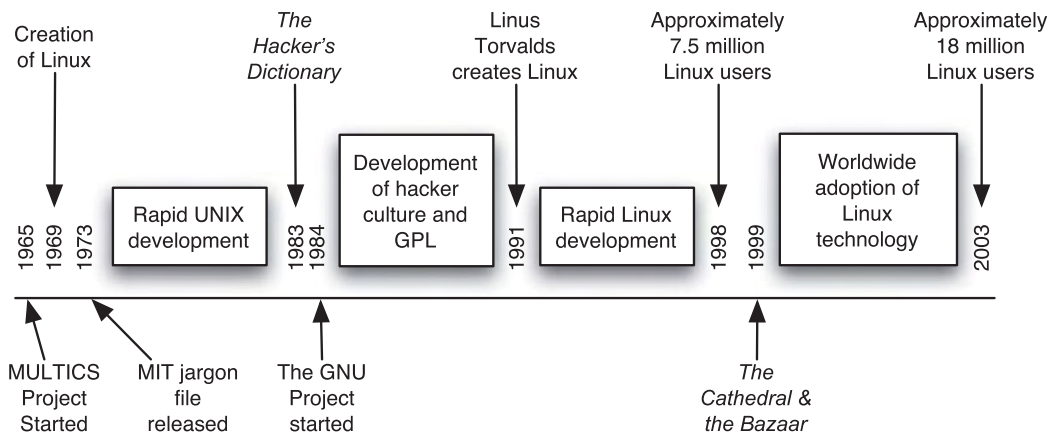 Creation
of Linux
The
Hacker's
Dictionary
Linus
Torvalds
creates Linux
Approximately
7.5 million
Linux users
Approximately
18 million
Linux users
1965
1969
1973
Rapid UNIX
development
1983
1984
Development
of hacker
culture and
GPL
1991
Rapid Linux
development
1998
1999
Worldwide
adoption of
Linux
technology
2003
MULTICS
Project
Started
MIT jargon
file
released
The GNU
Project
started
The
Cathedral &
the Bazaar